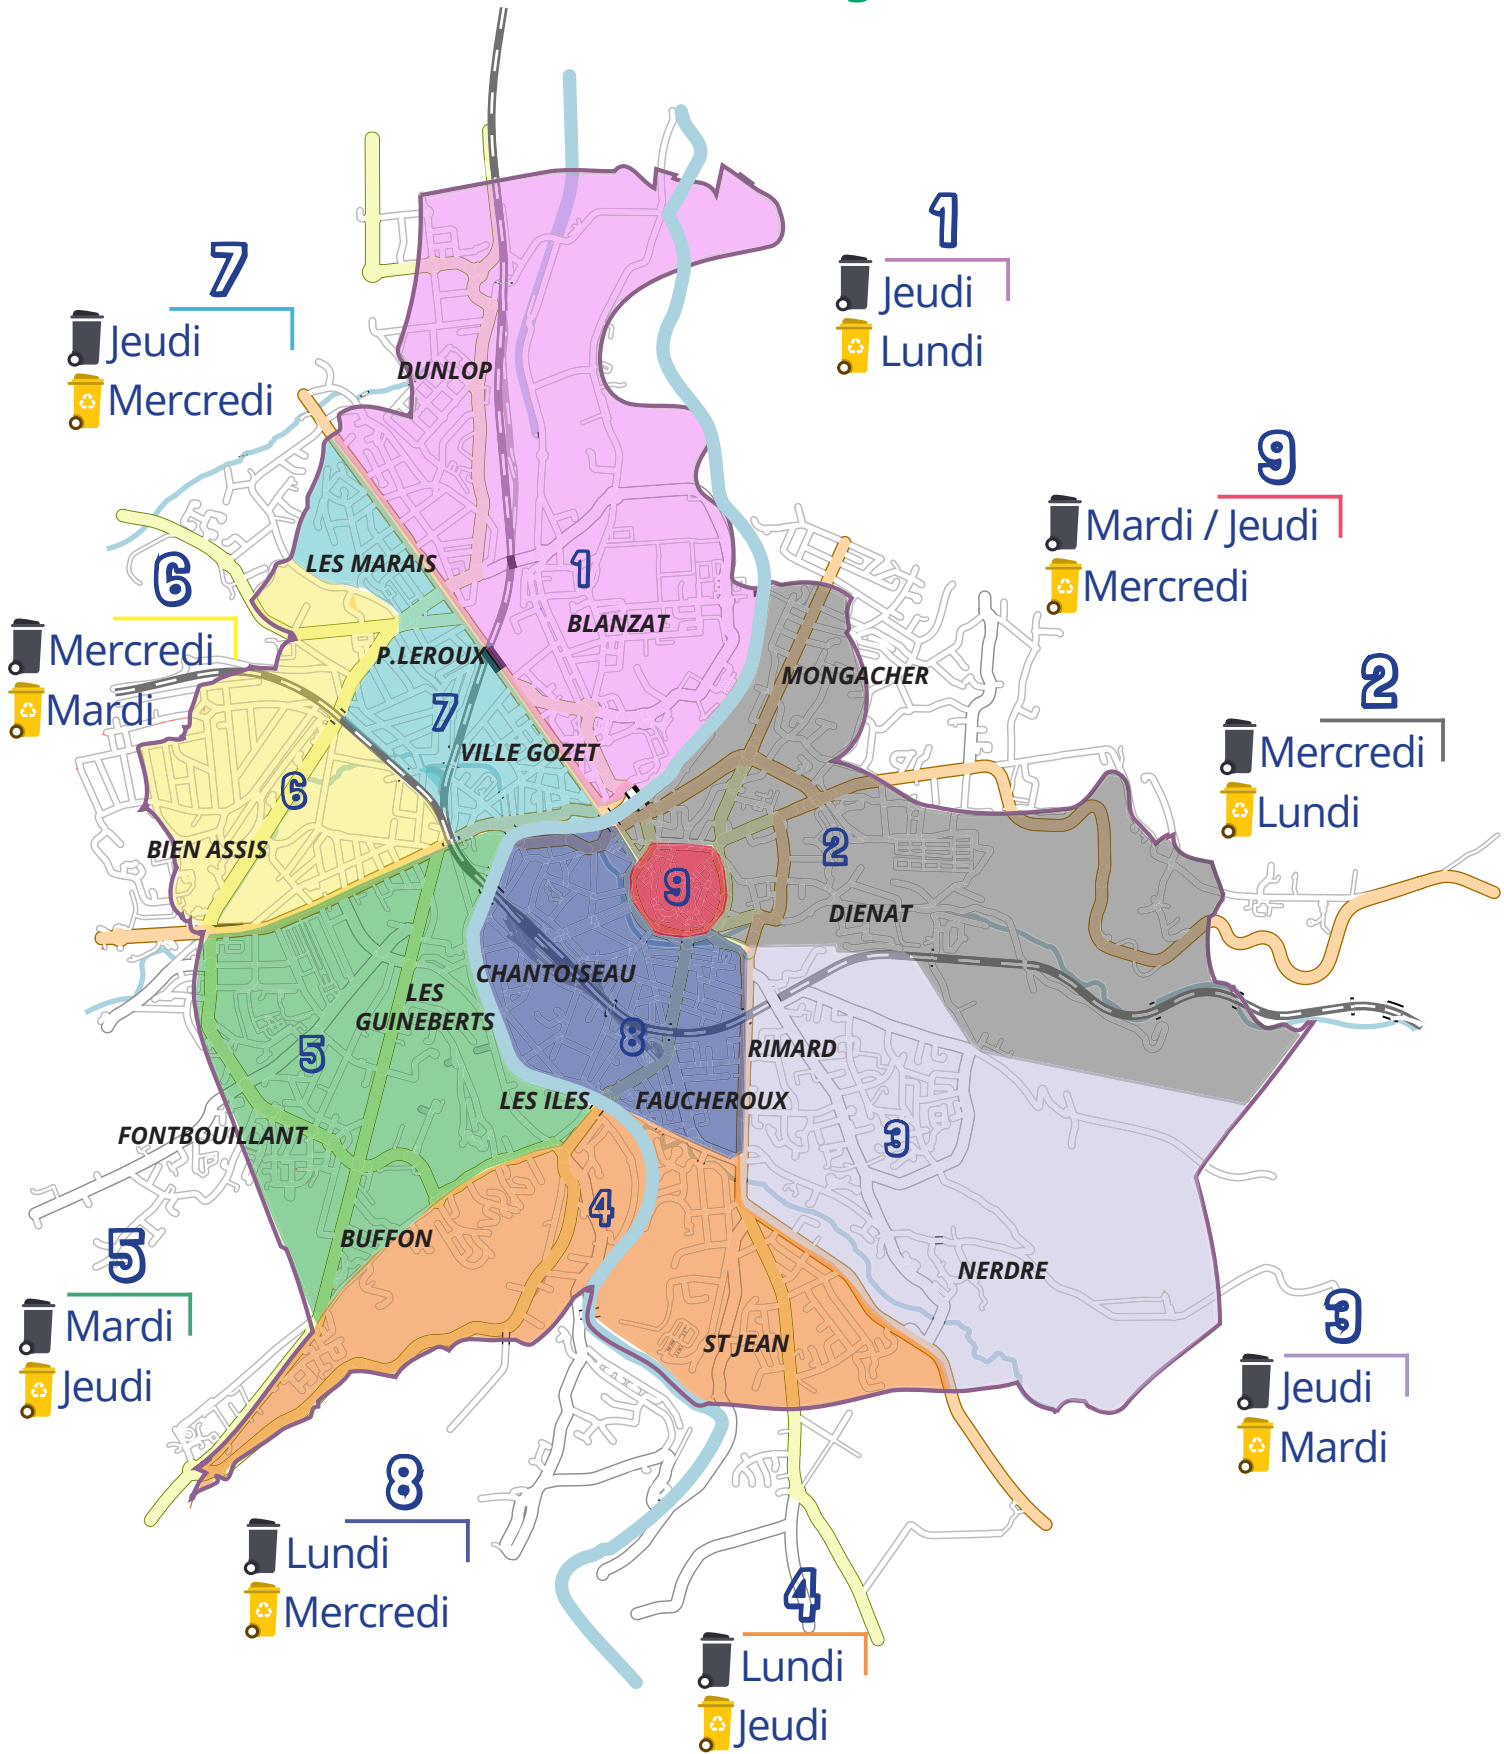 1
Jeudi
Lundi
7
Jeudi
Mercredi
DUNLOP
9
Mardi / Jeudi
Mercredi
6
Mercredi
Mardi
LES MARAIS
1
BLANZAT
P.LEROUX
7
VILLE GOZET
MONGACHER
2
Mercredi
Lundi
6
BIEN ASSIS
2
9
DIENAT
CHANTOISEAU
LES
GUINEBERTS
8
5
RIMARD
LES ILES
FAUCHEROUX
FONTBOUILLANT
3
4
BUFFON
NERDRE
ST JEAN
5
Mardi
Jeudi
3
Jeudi
Mardi
8
Lundi
Mercredi
4
Lundi
Jeudi